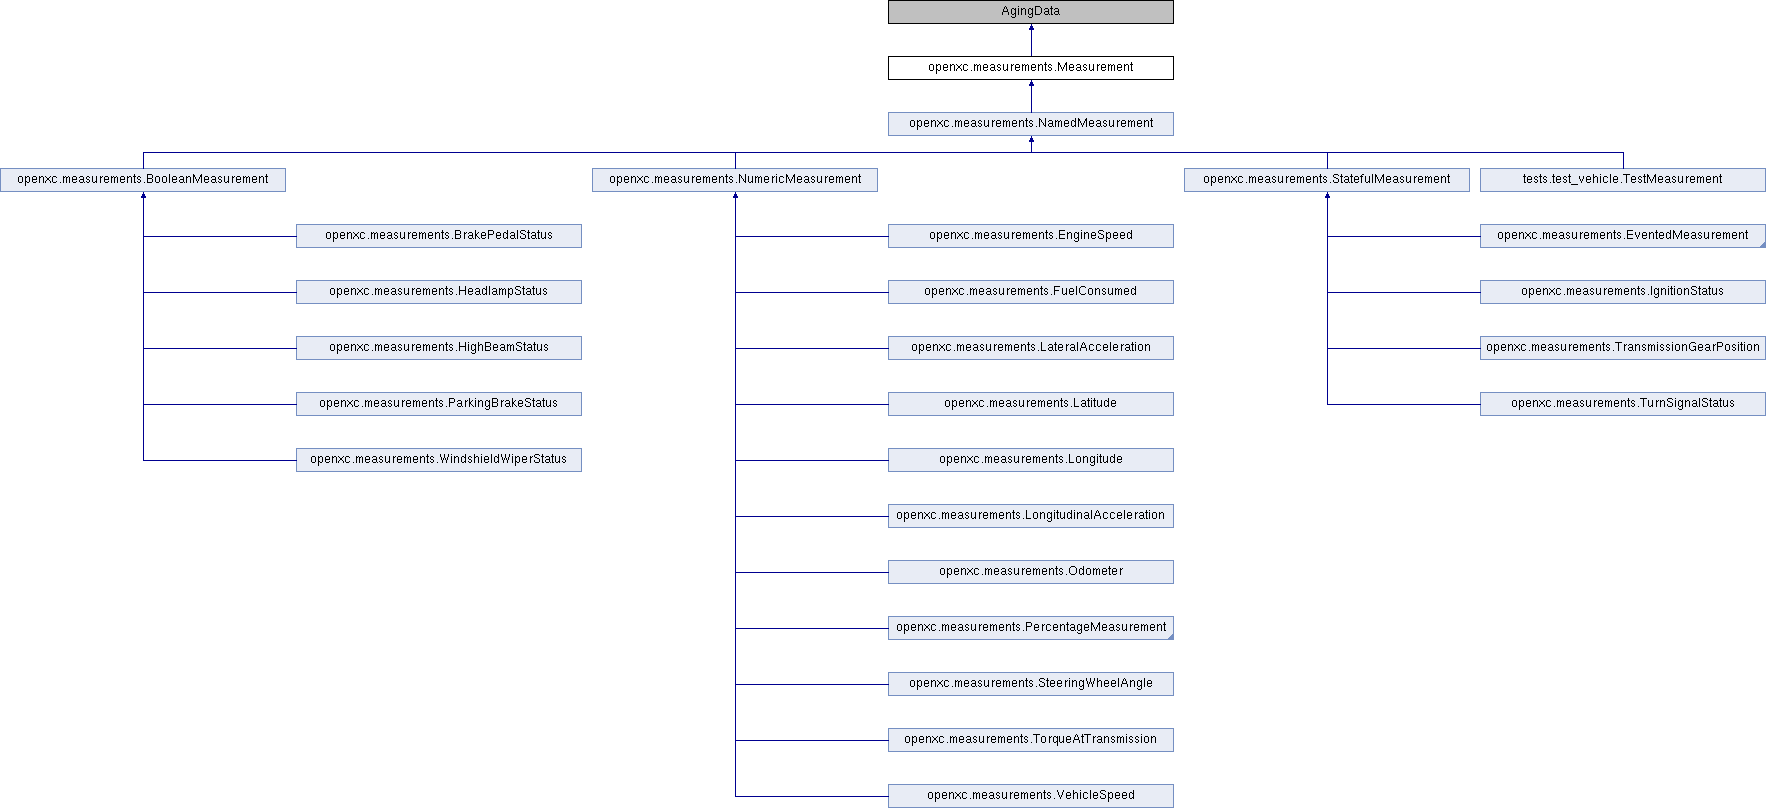 AgingData
openxc.measurements.Measurement
openxc.measurements.NamedMeasurement
openxc.measurements.BooleanMeasurement
openxc.measurements.NumericMeasurement
openxc.measurements.StatefulMeasurement
tests.test_vehicle.TestMeasurement
openxc.measurements.BrakePedalStatus
openxc.measurements.EngineSpeed
openxc.measurements.EventedMeasurement
openxc.measurements.HeadlampStatus
openxc.measurements.FuelConsumed
openxc.measurements.IgnitionStatus
openxc.measurements.HighBeamStatus
openxc.measurements.LateralAcceleration
openxc.measurements.TransmissionGearPosition
openxc.measurements.ParkingBrakeStatus
openxc.measurements.Latitude
openxc.measurements.TurnSignalStatus
openxc.measurements.WindshieldWiperStatus
openxc.measurements.Longitude
openxc.measurements.LongitudinalAcceleration
openxc.measurements.Odometer
openxc.measurements.PercentageMeasurement
openxc.measurements.SteeringWheelAngle
openxc.measurements.TorqueAtTransmission
openxc.measurements.VehicleSpeed